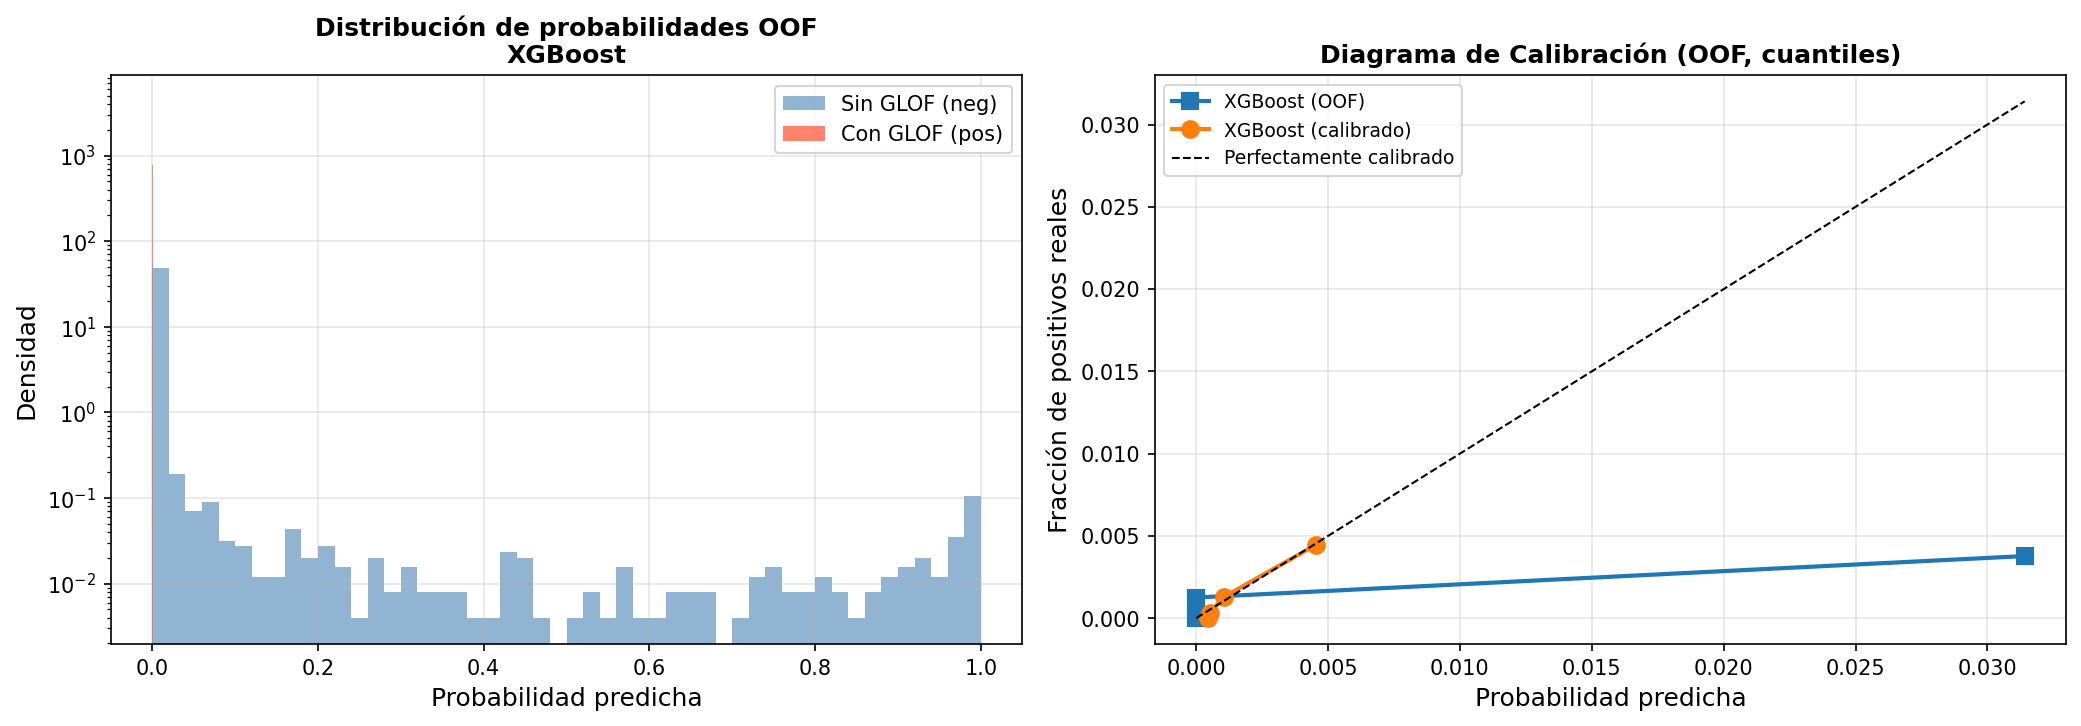 Distribución de probabilidades OOF
XGBoost
Densidad
10³
10²
10¹
10⁰
10⁻¹
10⁻²
Sin GLOF (neg)
Con GLOF (pos)
0.0 0.2 0.4 0.6 0.8 1.0
Probabilidad predicha
Diagrama de Calibración (OOF, cuantiles)
Fracción de positivos reales
0.030
0.025
0.020
0.015
0.010
0.005
0.000
XGBoost (OOF)
XGBoost (calibrado)
Perfectamente calibrado
0.000 0.005 0.010 0.015 0.020 0.025 0.030
Probabilidad predicha